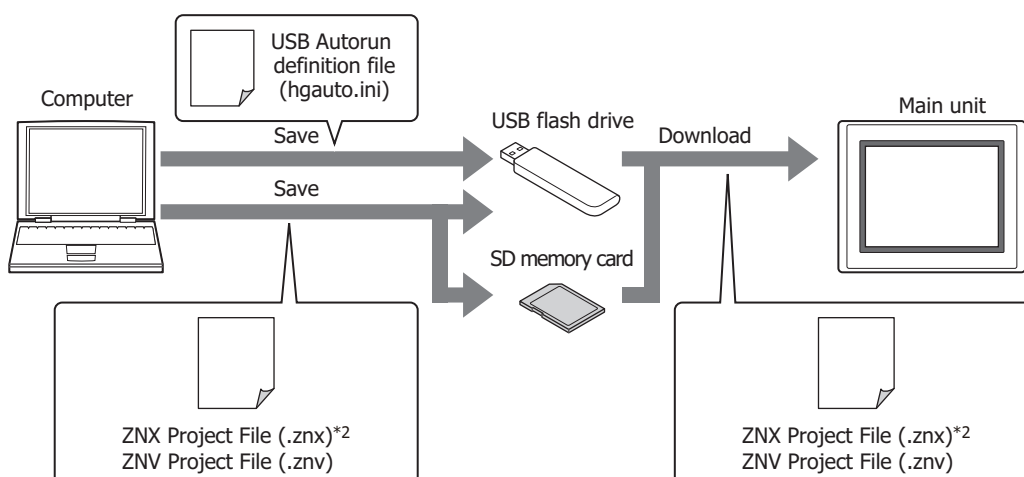 USB Autorun
definition file
(hgauto.ini)
Computer
Main unit
USB flash drive
Save
Download
Save
SD memory card
ZNX Project File (.znx)*2
ZNV Project File (.znv)
ZNX Project File (.znx)*2
ZNV Project File (.znv)